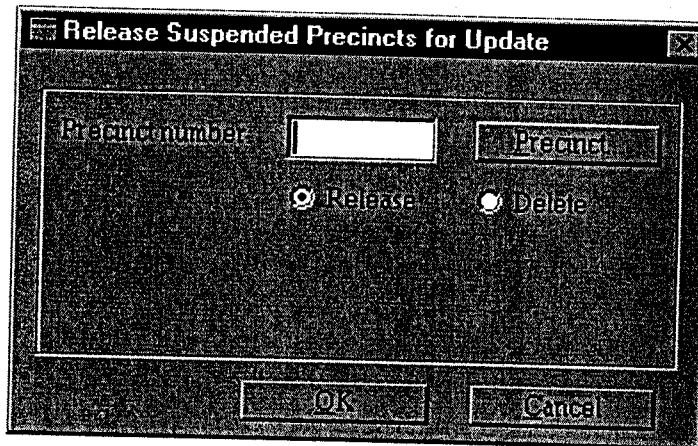 Release Suspended Precincts for Update
Precinct number Precinct
Release Delete
OK Cancel